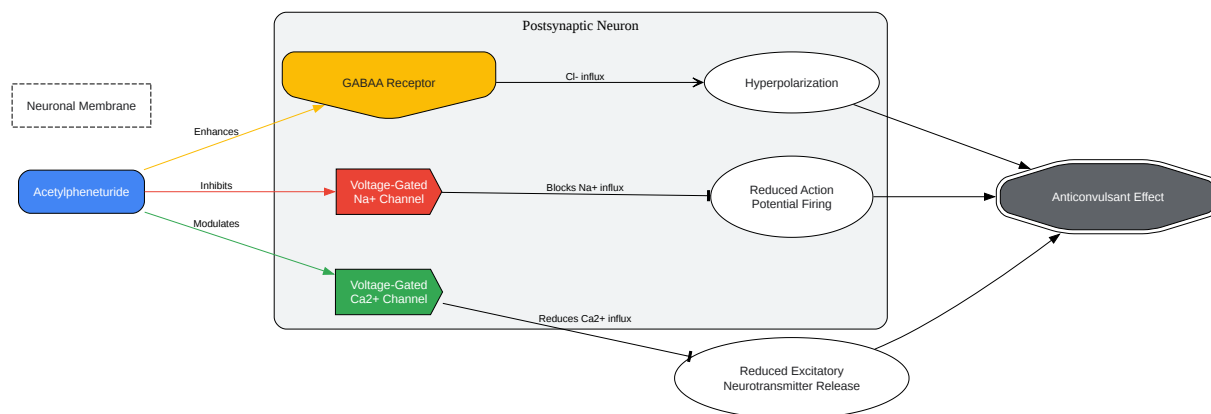 Postsynaptic Neuron
GABAA Receptor
Cl- influx
Hyperpolarization
Neuronal Membrane
Enhances
Acetylpheneturide
Inhibits
Voltage-Gated
Na+ Channel
Blocks Na+ influx
Reduced Action
Potential Firing
Anticonvulsant Effect
Modulates
Voltage-Gated
Ca2+ Channel
Reduces Ca2+ influx
Reduced Excitatory
Neurotransmitter Release